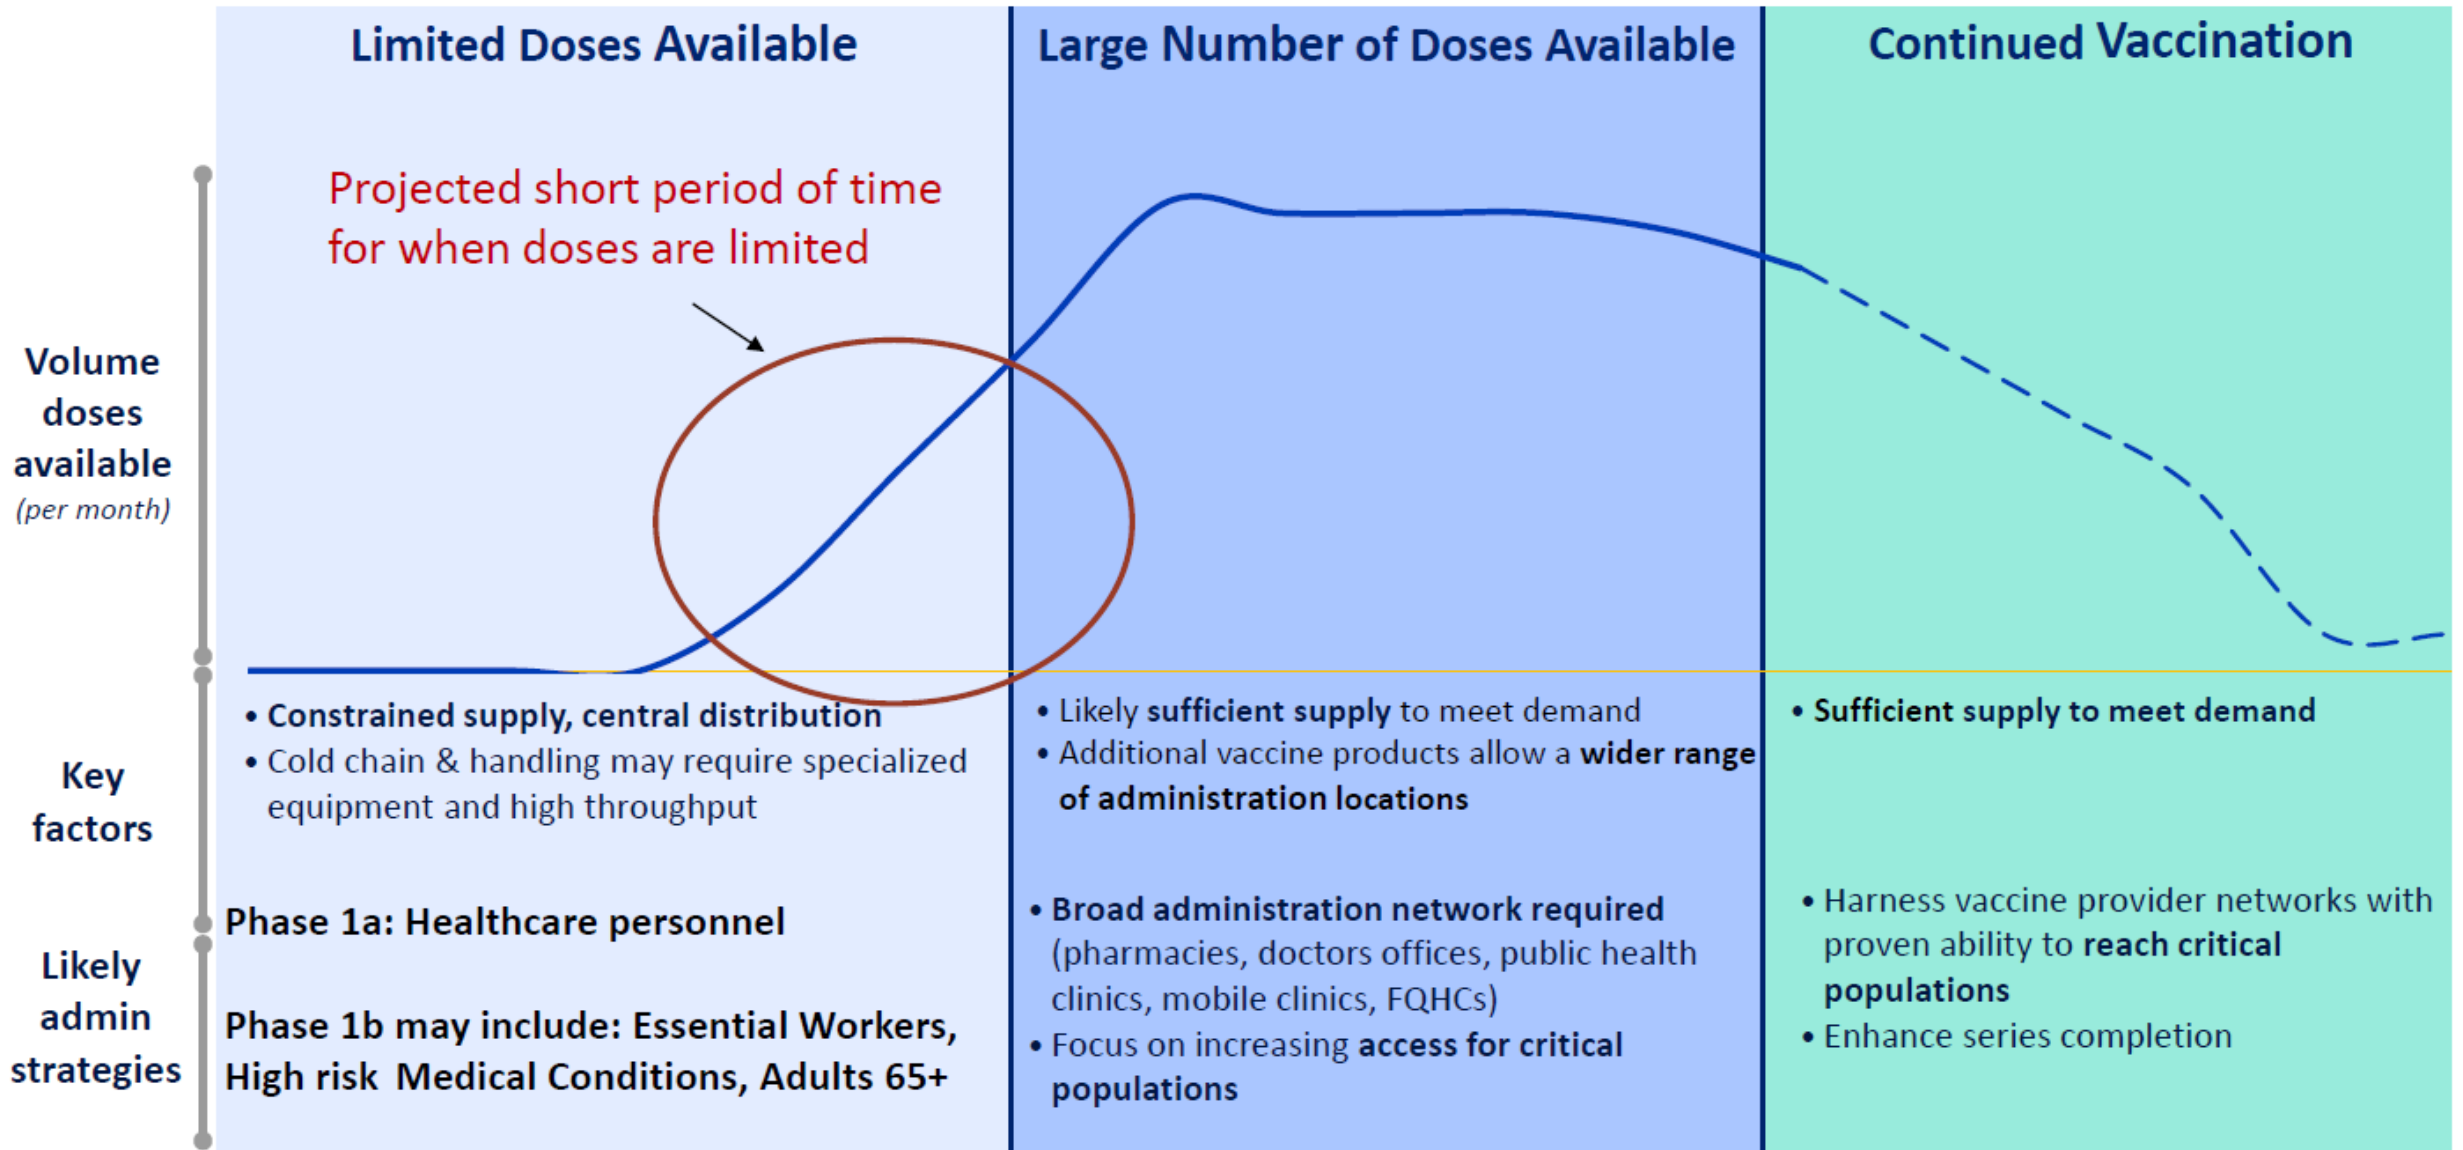 Limited Doses Available
Large Number of Doses Available
Continued Vaccination
Projected short period of time
for when doses are limited
Volume
doses
available
(per month)
Key
factors
• Constrained supply, central distribution
• Cold chain & handling may require specialized
equipment and high throughput
• Likely sufficient supply to meet demand
• Additional vaccine products allow a wider range
of administration locations
• Sufficient supply to meet demand
Likely
admin
strategies
Phase 1a: Healthcare personnel
Phase 1b may include: Essential Workers,
High risk Medical Conditions, Adults 65+
• Broad administration network required
(pharmacies, doctors offices, public health
clinics, mobile clinics, FQHCs)
• Focus on increasing access for critical
populations
• Harness vaccine provider networks with
proven ability to reach critical
populations
• Enhance series completion